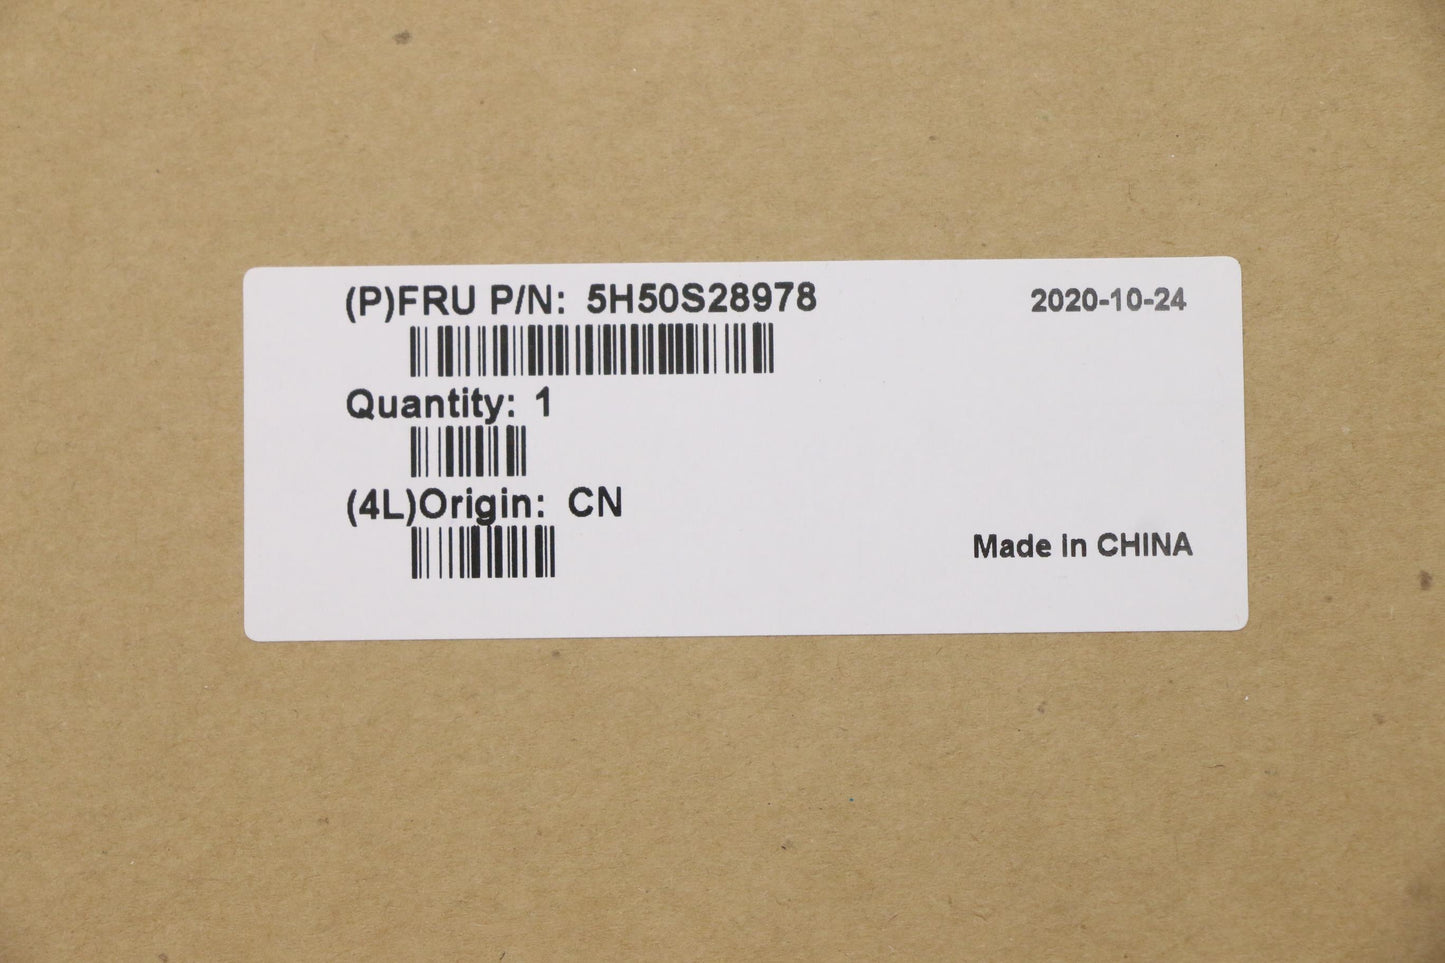 (P)FRU P/N: 5H50S28978
2020-10-24
Quantity: 1
(4L)Origin: CN
Made in CHINA